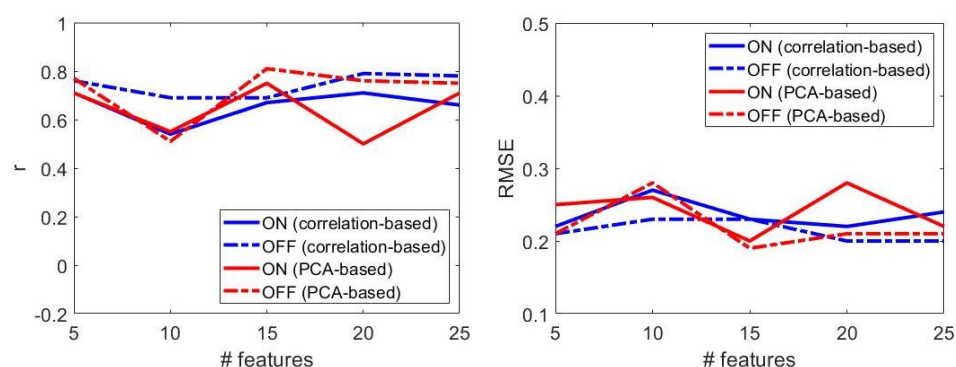 1
0.8
0.6
0.4
0.2
0
-0.2
r
5 10 15 20 25
# features
ON (correlation-based)
OFF (correlation-based)
ON (PCA-based)
OFF (PCA-based)
0.5
0.4
0.3
0.2
0.1
RMSE
5 10 15 20 25
# features
ON (correlation-based)
OFF (correlation-based)
ON (PCA-based)
OFF (PCA-based)